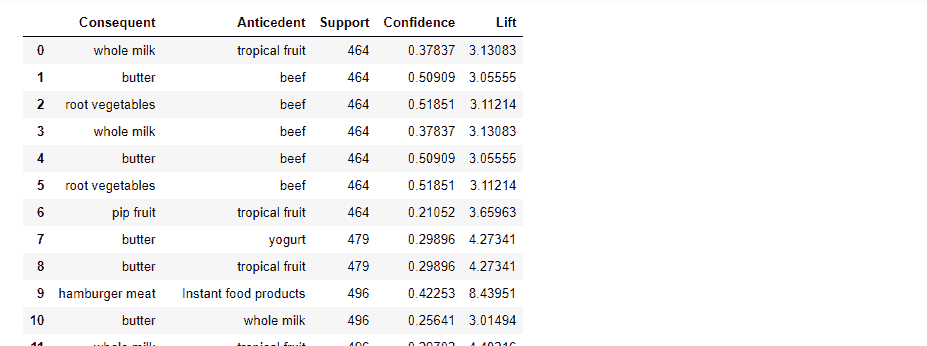 Consequent Anticedent Support Confidence Lift
0 whole milk tropical fruit 464 0.37837 3.13083
1 butter beef 464 0.50909 3.05555
2 root vegetables beef 464 0.51851 3.11214
3 whole milk beef 464 0.37837 3.13083
4 butter beef 464 0.50909 3.05555
5 root vegetables beef 464 0.51851 3.11214
6 pip fruit tropical fruit 464 0.21052 3.65963
7 butter yogurt 479 0.29896 4.27341
8 butter tropical fruit 479 0.29896 4.27341
9 hamburger meat Instant food products 496 0.42253 8.43951
10 butter whole milk 496 0.25641 3.01494
11 whole milk tropical fruit